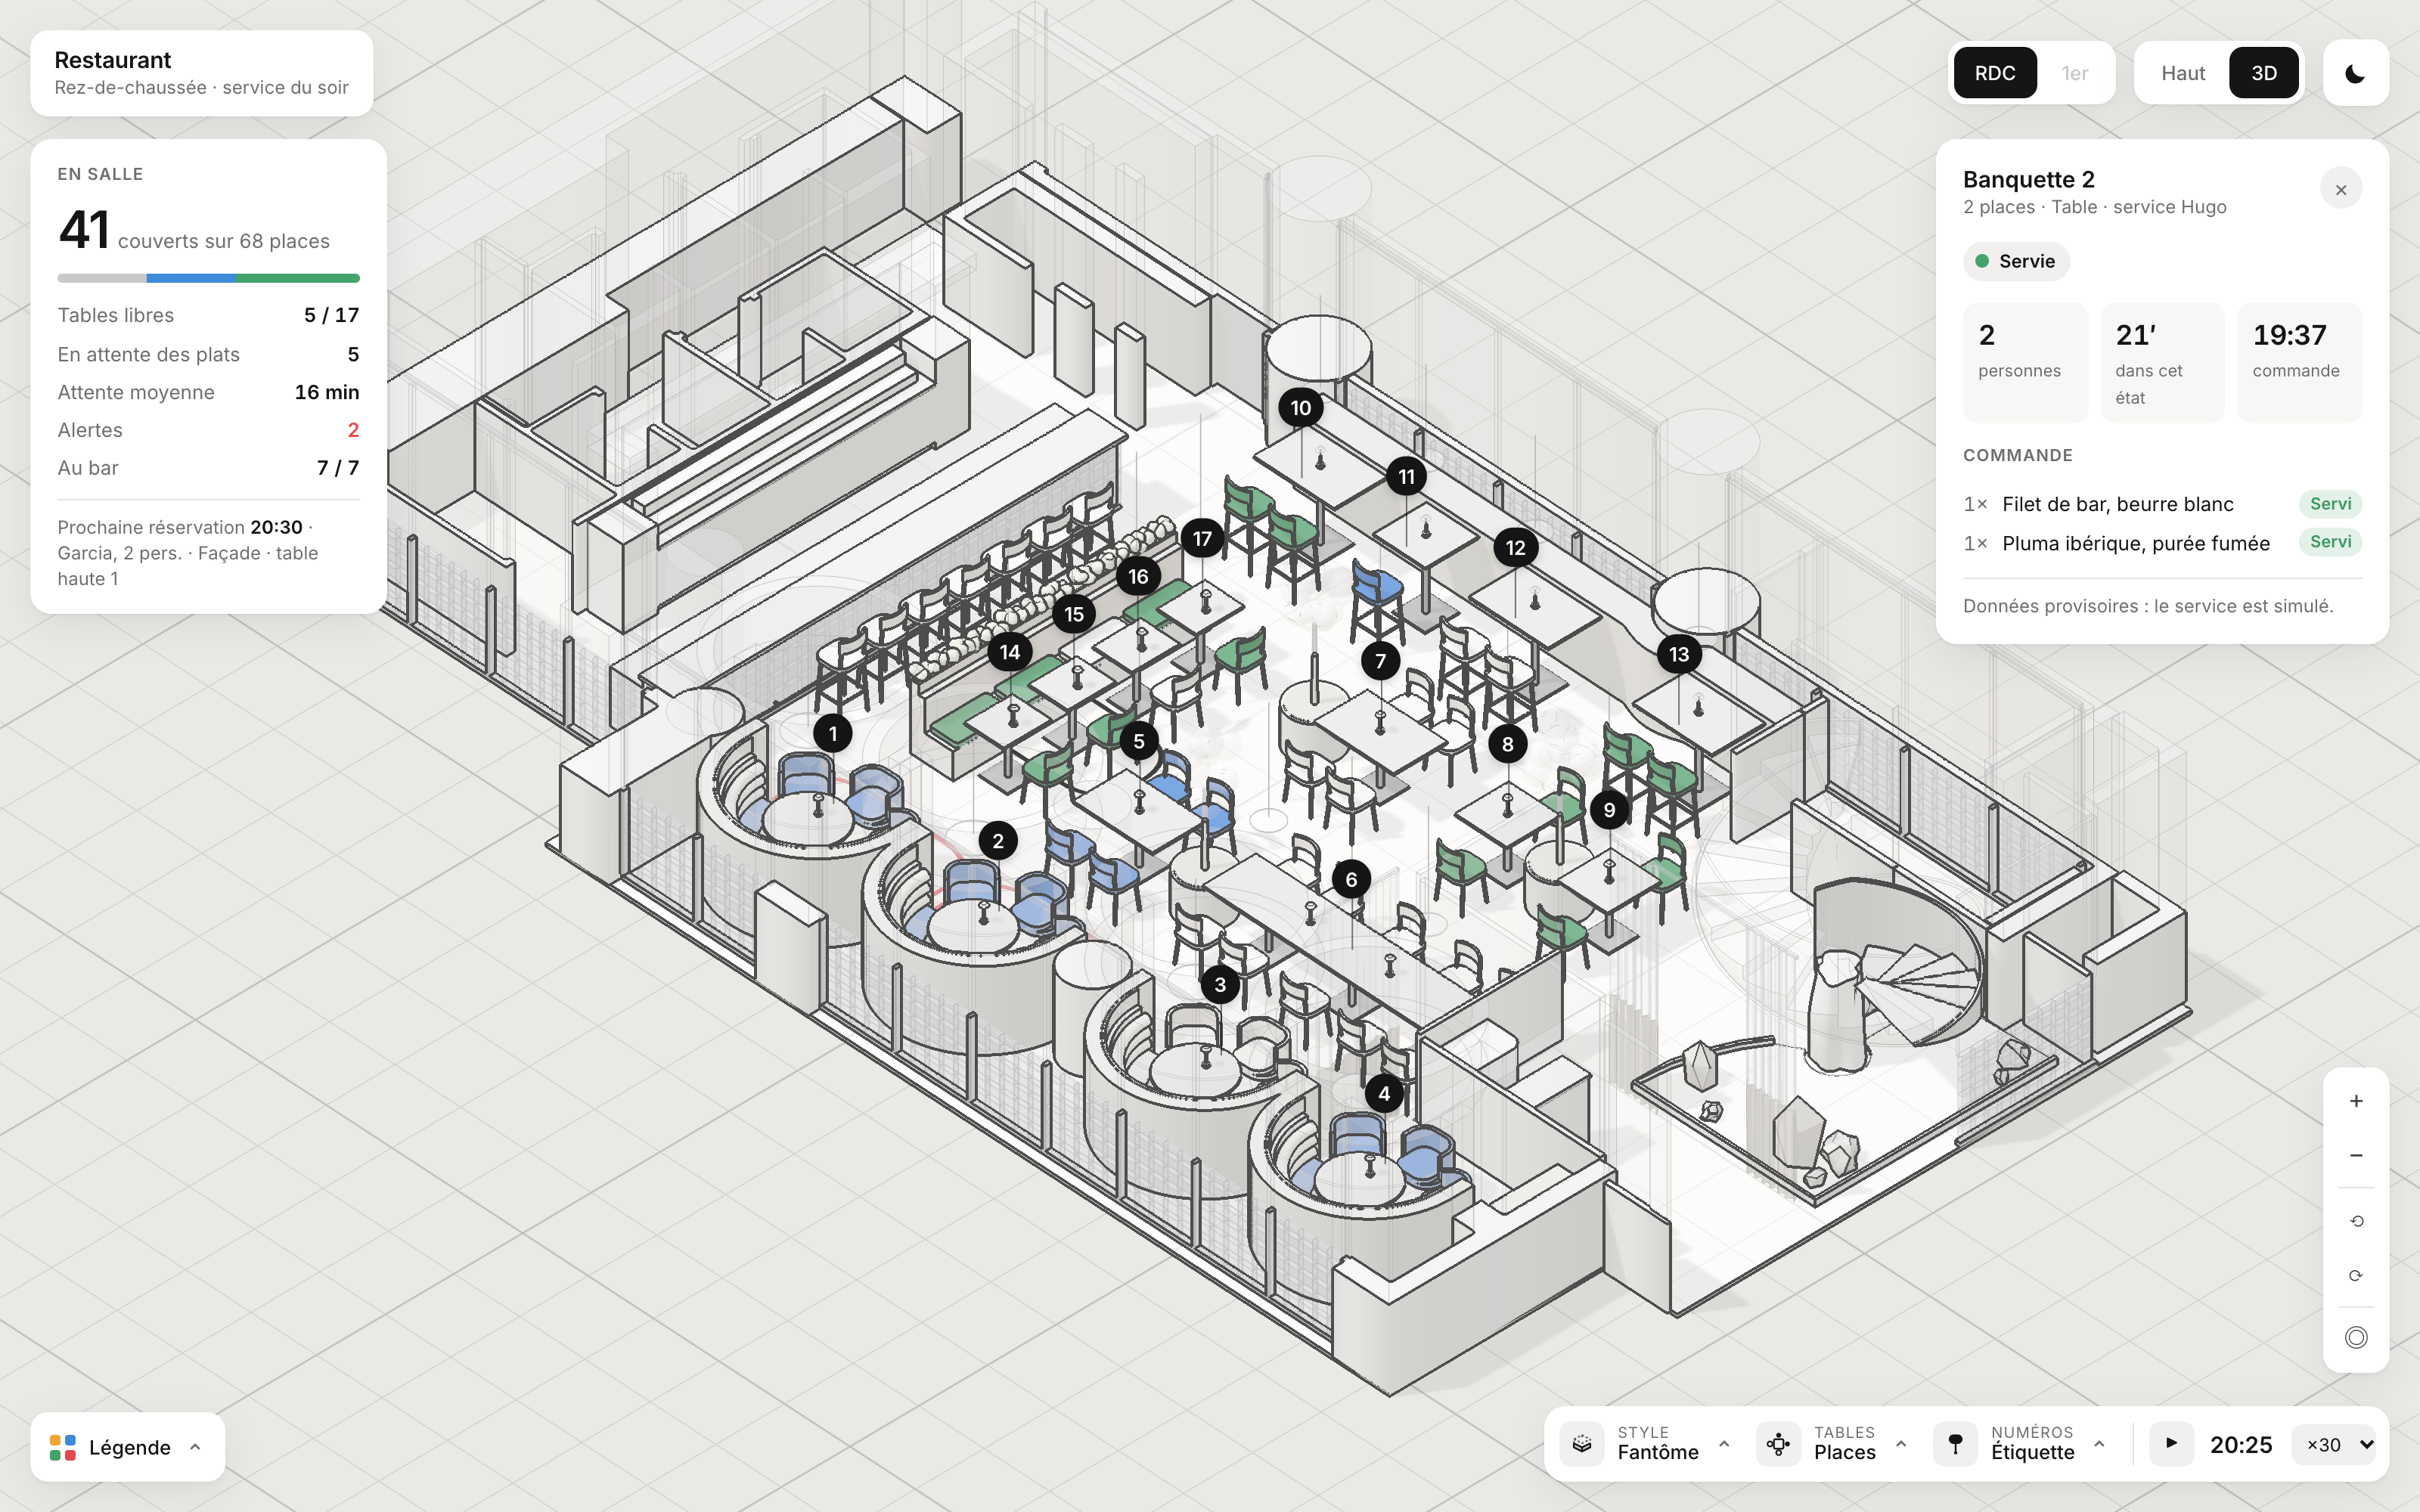 Restaurant
Rez-de-chaussée · service du soir
EN SALLE
41 couverts sur 68 places
Tables libres 5 / 17
En attente des plats 5
Attente moyenne 16 min
Alertes 2
Au bar 7 / 7
Prochaine réservation 20:30 ·
Garcia, 2 pers. · Façade · table
haute 1
RDC 1er
Haut 3D
Banquette 2
×
2 places · Table · service Hugo
Servie
2 21′ 19:37
personnes dans cet commande
état
COMMANDE
1× Filet de bar, beurre blanc Servi
1× Pluma ibérique, purée fumée Servi
Données provisoires : le service est simulé.
10
11
17
12
16
15
14
7
13
1
5
8
9
2
6
3
4
+
−
Légende
STYLE
Fantôme
TABLES
Places
NUMÉROS
Étiquette
20:25
×30